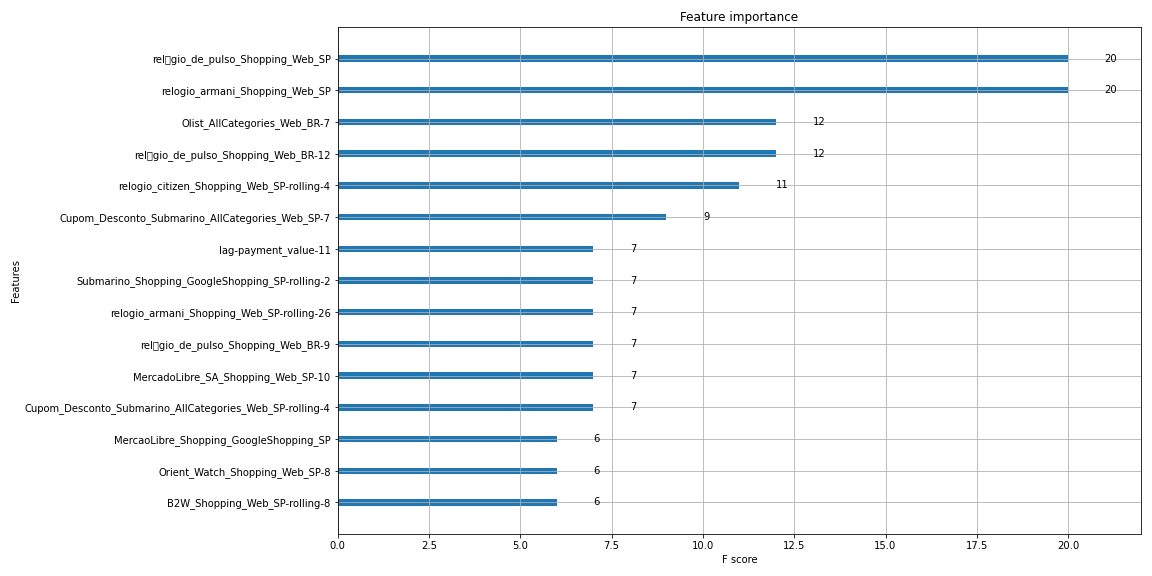 Feature importance
rel▯gio_de_pulso_Shopping_Web_SP 20
relogio_armani_Shopping_Web_SP 20
Olist_AllCategories_Web_BR-7 12
rel▯gio_de_pulso_Shopping_Web_BR-12 12
relogio_citizen_Shopping_Web_SP-rolling-4 11
Cupom_Desconto_Submarino_AllCategories_Web_SP-7 9
lag-payment_value-11 7
Submarino_Shopping_GoogleShopping_SP-rolling-2 7
relogio_armani_Shopping_Web_SP-rolling-26 7
rel▯gio_de_pulso_Shopping_Web_BR-9 7
MercadoLibre_SA_Shopping_Web_SP-10 7
Cupom_Desconto_Submarino_AllCategories_Web_SP-rolling-4 7
MercaoLibre_Shopping_GoogleShopping_SP 6
Orient_Watch_Shopping_Web_SP-8 6
B2W_Shopping_Web_SP-rolling-8 6
Features
0.0 2.5 5.0 7.5 10.0 12.5 15.0 17.5 20.0
F score